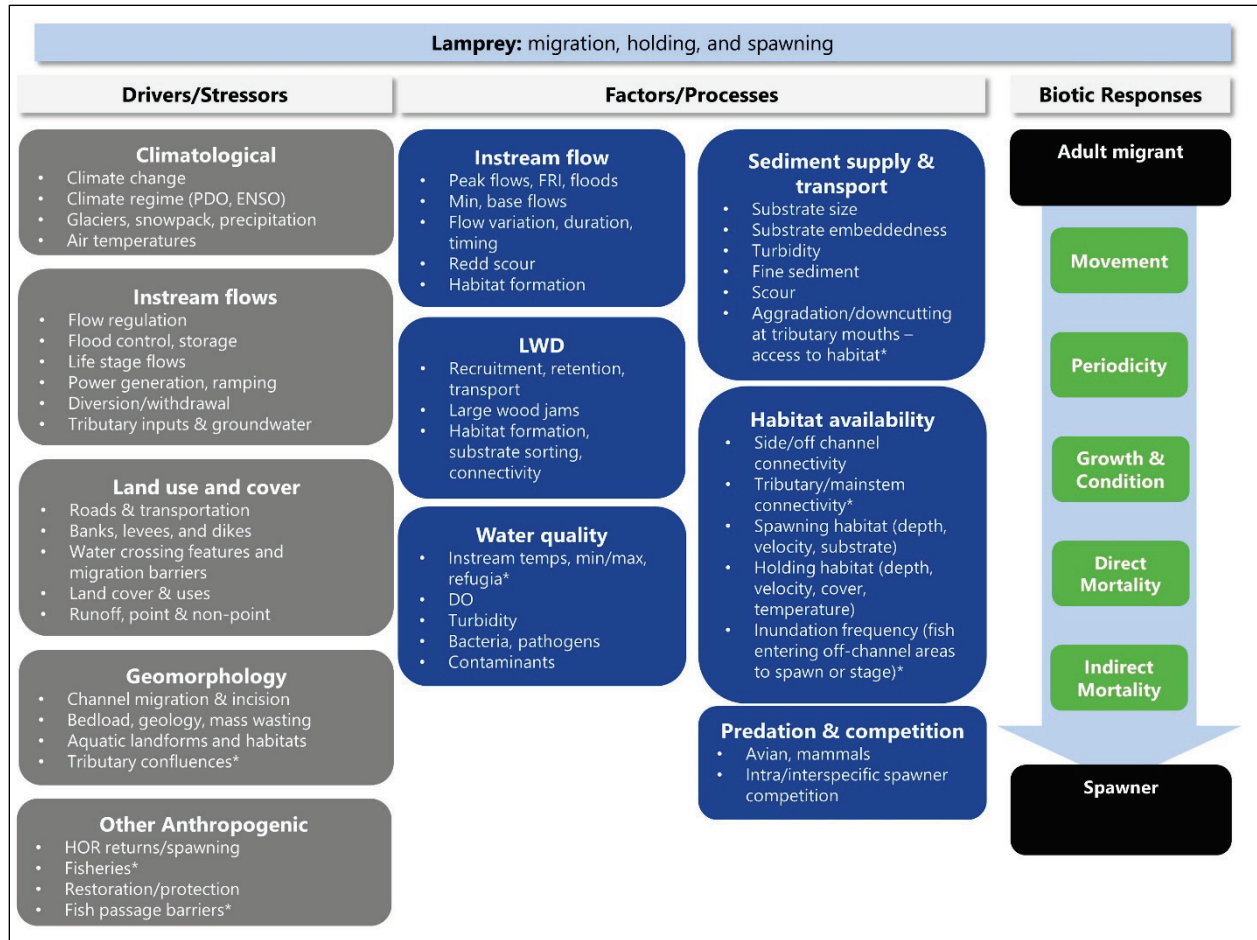 Lamprey: migration, holding, and spawning
Drivers/Stressors
Climatological
• Climate change
• Climate regime (PDO, ENSO)
• Glaciers, snowpack, precipitation
• Air temperatures
Instream flows
• Flow regulation
• Flood control, storage
• Life stage flows
• Power generation, ramping
• Diversion/withdrawal
• Tributary inputs & groundwater
Land use and cover
• Roads & transportation
• Banks, levees, and dikes
• Water crossing features and
migration barriers
• Land cover & uses
• Runoff, point & non-point
Geomorphology
• Channel migration & incision
• Bedload, geology, mass wasting
• Aquatic landforms and habitats
• Tributary confluences*
Other Anthropogenic
• HOR returns/spawning
• Fisheries*
• Restoration/protection
• Fish passage barriers*
Factors/Processes
Instream flow
• Peak flows, FRI, floods
• Min, base flows
• Flow variation, duration,
timing
• Redd scour
• Habitat formation
LWD
• Recruitment, retention,
transport
• Large wood jams
• Habitat formation,
substrate sorting,
connectivity
Water quality
• Instream temps, min/max,
refugia*
• DO
• Turbidity
• Bacteria, pathogens
• Contaminants
Sediment supply &
transport
• Substrate size
• Substrate embeddedness
• Turbidity
• Fine sediment
• Scour
• Aggradation/downcutting
at tributary mouths –
access to habitat*
Habitat availability
• Side/off channel
connectivity
• Tributary/mainstem
connectivity*
• Spawning habitat (depth,
velocity, substrate)
• Holding habitat (depth,
velocity, cover,
temperature)
• Inundation frequency (fish
entering off-channel areas
to spawn or stage)*
Predation & competition
• Avian, mammals
• Intra/interspecific spawner
competition
Biotic Responses
Adult migrant
Movement
Periodicity
Growth &
Condition
Direct
Mortality
Indirect
Mortality
Spawner